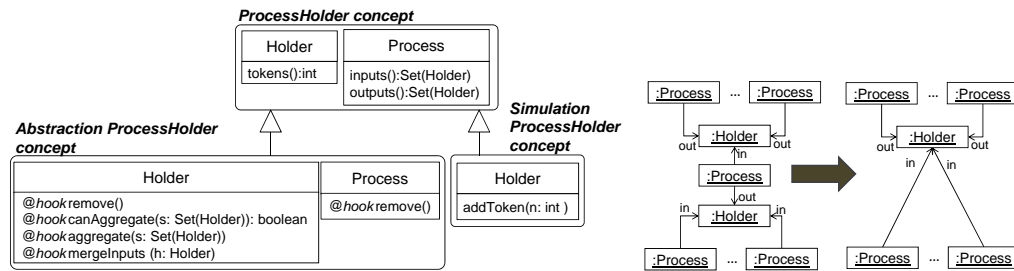 ProcessHolder concept
Holder
tokens():int
Process
inputs():Set(Holder)
outputs():Set(Holder)
Abstraction ProcessHolder
concept
Simulation
ProcessHolder
concept
Holder
@hook remove()
@hook canAggregate(s: Set(Holder)): boolean
@hook aggregate(s: Set(Holder))
@hook mergeInputs (h: Holder)
Process
@hook remove()
Holder
addToken(n: int )
:Process ... :Process
:Holder
out out
in
:Process
out
:Holder
in in
:Process ... :Process
:Process ... :Process
:Holder
out out
in in
:Process ... :Process